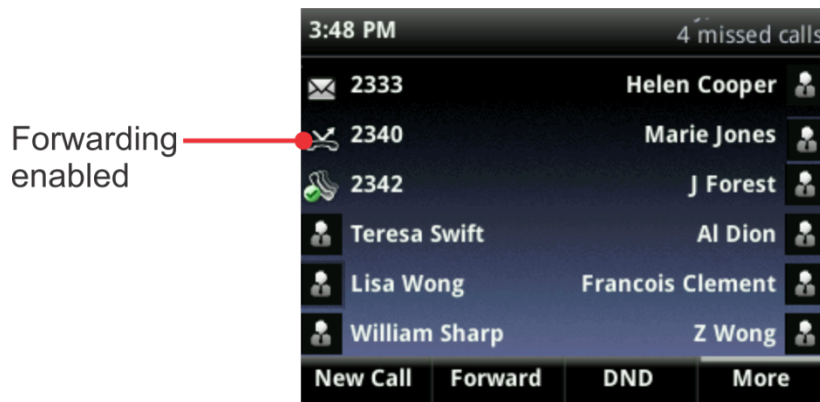 3:48 PM 4 missed calls
2333 Helen Cooper
Forwarding enabled
2340 Marie Jones
2342 J Forest
Teresa Swift Al Dion
Lisa Wong Francois Clement
William Sharp Z Wong
New Call Forward DND More